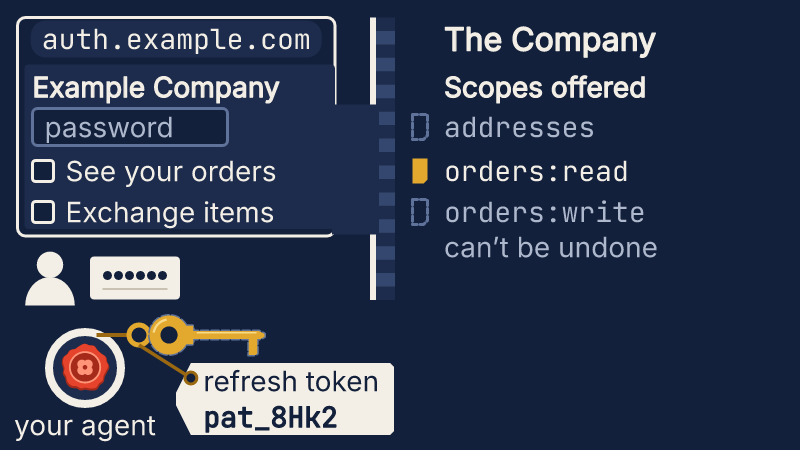 auth.example.com
Example Company
password
See your orders
Exchange items
The Company
Scopes offered
addresses
orders:read
orders:write
can’t be undone
your agent
refresh token
pat_8Hk2